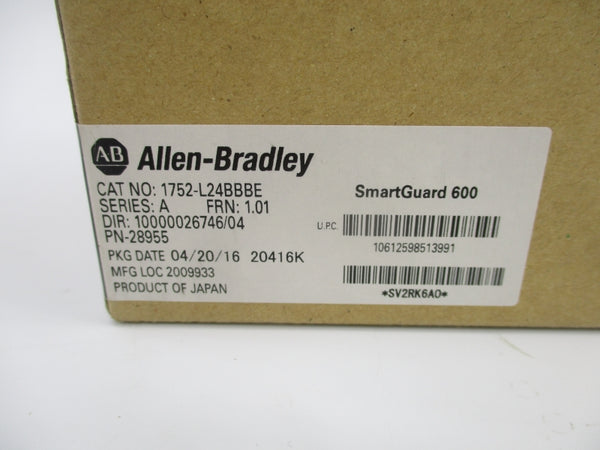 AB Allen-Bradley
CAT NO: 1752-L24BBBE
SERIES: A FRN: 1.01
DIR: 10000026746/04
PN-28955
PKG DATE 04/20/16 20416K
MFG LOC 2009933
PRODUCT OF JAPAN
SmartGuard 600
U.P.C.
10612598513991
*SV2RK6A0*